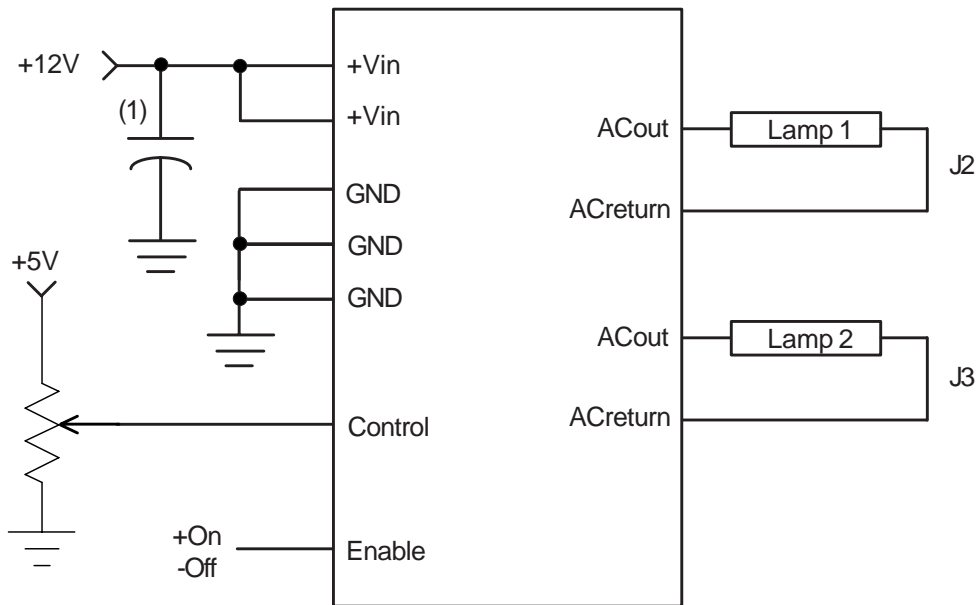 +12V
(1)
+Vin
+Vin
GND
GND
GND
+5V
Control
+On
-Off
Enable
ACout
Lamp 1
J2
ACreturn
ACout
Lamp 2
J3
ACreturn